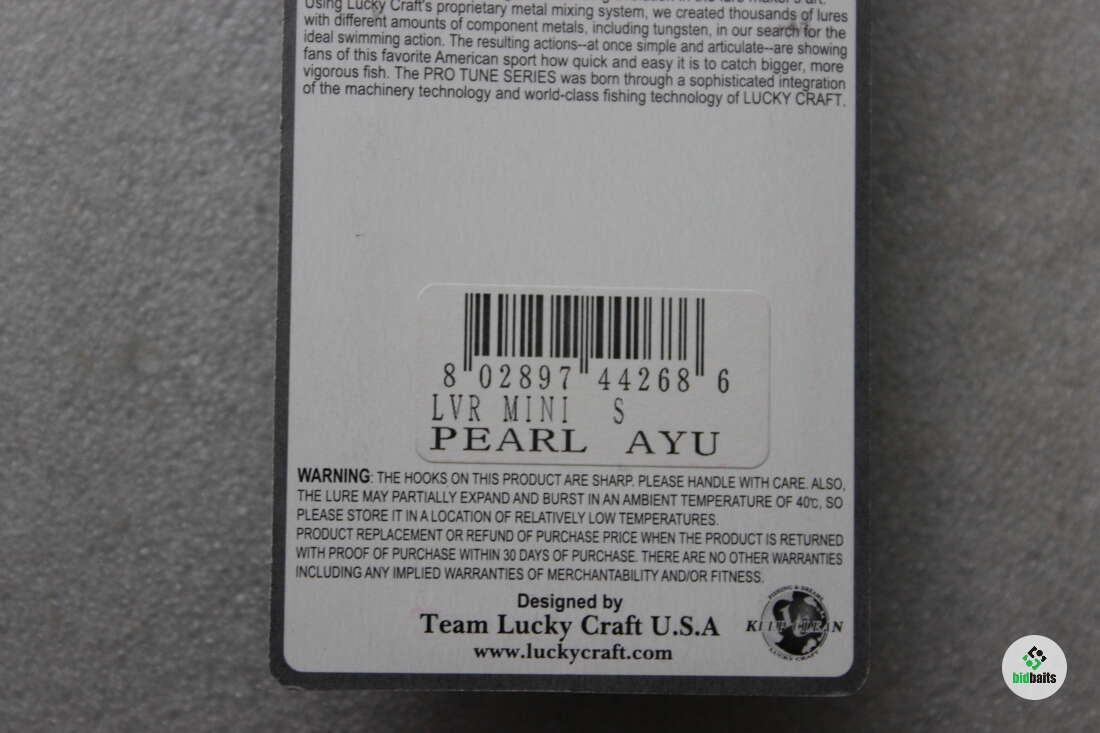 Using Lucky Craft's proprietary metal mixing system, we created thousands of lures
with different amounts of component metals, including tungsten, in our search for the
ideal swimming action. The resulting actions--at once simple and articulate--are showing
fans of this favorite American sport how quick and easy it is to catch bigger, more
vigorous fish. The PRO TUNE SERIES was born through a sophisticated integration
of the machinery technology and world-class fishing technology of LUCKY CRAFT.
8 02897 44268 6
LVR MINI S
PEARL AYU
WARNING: THE HOOKS ON THIS PRODUCT ARE SHARP. PLEASE HANDLE WITH CARE. ALSO,
THE LURE MAY PARTIALLY EXPAND AND BURST IN AN AMBIENT TEMPERATURE OF 40℃, SO
PLEASE STORE IT IN A LOCATION OF RELATIVELY LOW TEMPERATURES.
PRODUCT REPLACEMENT OR REFUND OF PURCHASE PRICE WHEN THE PRODUCT IS RETURNED
WITH PROOF OF PURCHASE WITHIN 30 DAYS OF PURCHASE. THERE ARE NO OTHER WARRANTIES
INCLUDING ANY IMPLIED WARRANTIES OF MERCHANTABILITY AND/OR FITNESS.
Designed by
Team Lucky Craft U.S.A
www.luckycraft.com
FISHING & DREAMS
KEEP CLEAN
LUCKY CRAFT
bidbaits